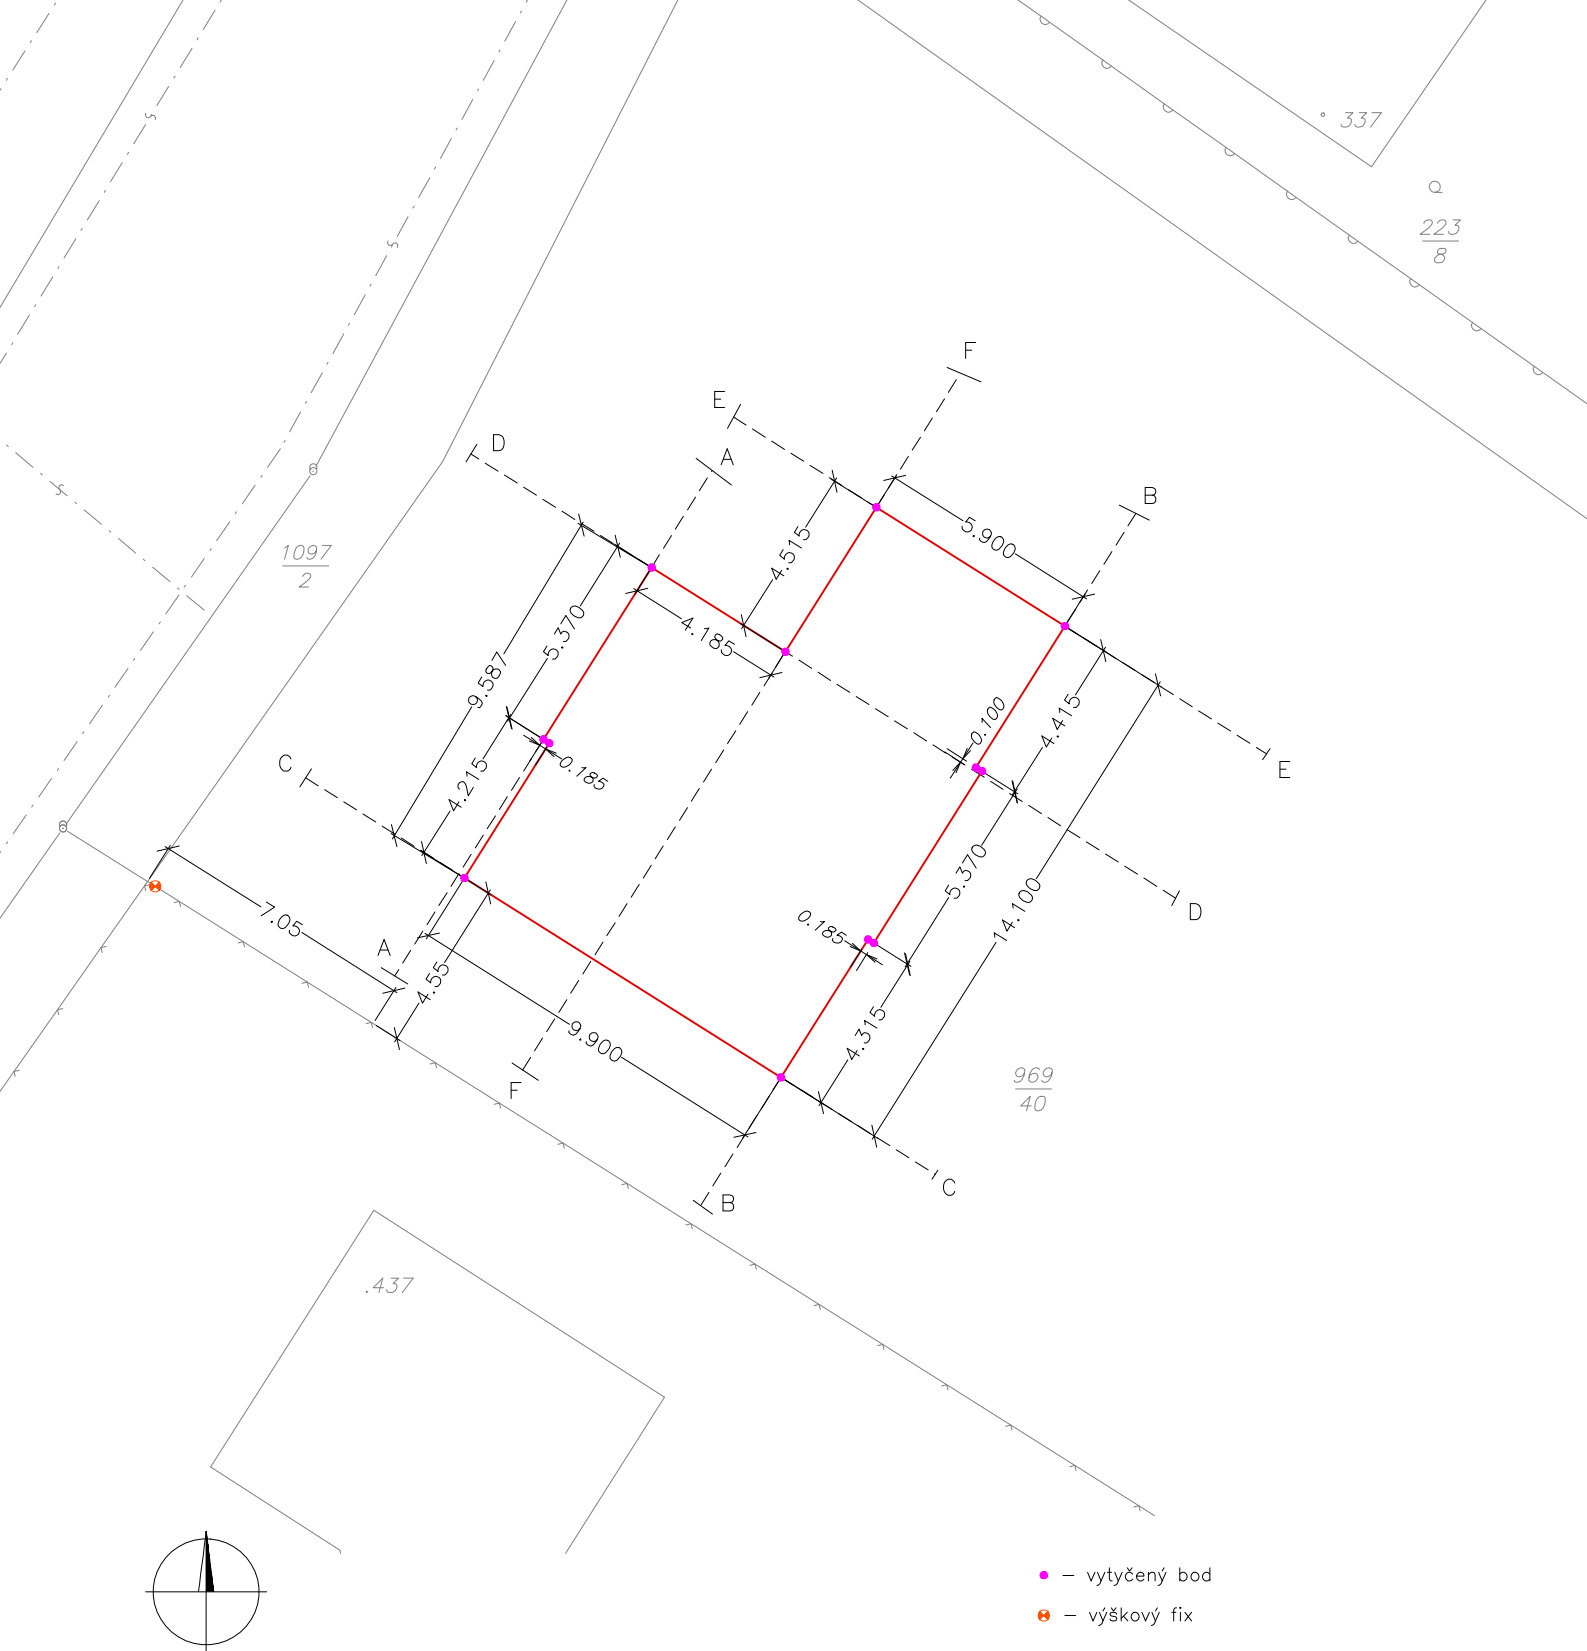 337
223
8
F
E
A
D
B
5.900
4.515
1097
2
5.370
4.185
9.587
0.100
4.415
C
4.215
0.185
E
5.370
14.100
D
7.05
0.185
A
4.55
4.315
9.900
F
969
40
C
B
.437
– vytyčený bod
– výškový fix